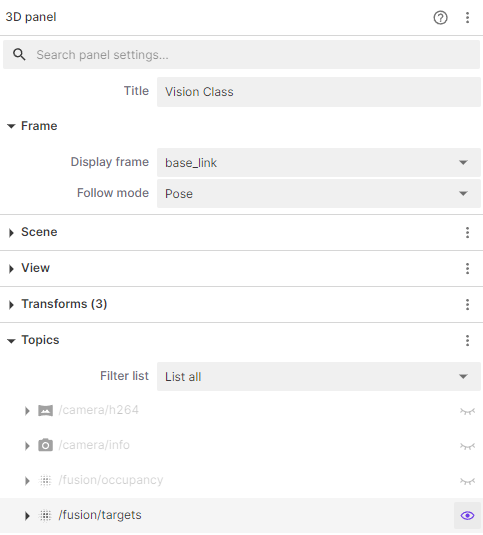 3D panel
Search panel settings...
Title Vision Class
Frame
Display frame base_link
Follow mode Pose
Scene
View
Transforms (3)
Topics
Filter list List all
/camera/h264
/camera/info
/fusion/occupancy
/fusion/targets